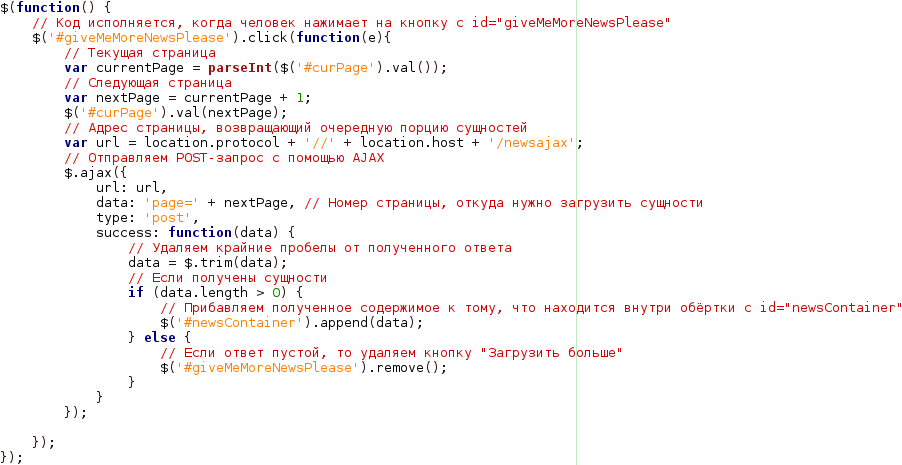 $(function() {
    // Код исполняется, когда человек нажимает на кнопку с id="giveMeMoreNewsPlease"
    $('#giveMeMoreNewsPlease').click(function(e){
        // Текущая страница
        var currentPage = parseInt($('#curPage').val());
        // Следующая страница
        var nextPage = currentPage + 1;
        $('#curPage').val(nextPage);
        // Адрес страницы, возвращающий очередную порцию сущностей
        var url = location.protocol + '//' + location.host + '/newsajax';
        // Отправляем POST-запрос с помощью AJAX
        $.ajax({
            url: url,
            data: 'page=' + nextPage, // Номер страницы, откуда нужно загрузить сущности
            type: 'post',
            success: function(data) {
                // Удаляем крайние пробелы от полученного ответа
                data = $.trim(data);
                // Если получены сущности
                if (data.length > 0) {
                    // Прибавляем полученное содержимое к тому, что находится внутри обёртки с id="newsContainer"
                    $('#newsContainer').append(data);
                } else {
                    // Если ответ пустой, то удаляем кнопку "Загрузить больше"
                    $('#giveMeMoreNewsPlease').remove();
                }
            }
        });

    });
});